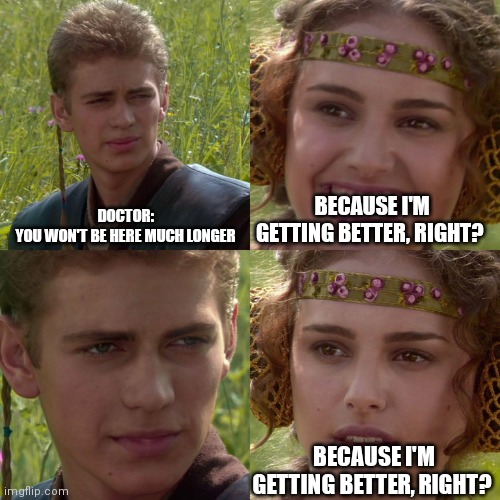 DOCTOR:
YOU WON'T BE HERE MUCH LONGER
BECAUSE I'M
GETTING BETTER, RIGHT?
BECAUSE I'M
GETTING BETTER, RIGHT?
imgflip.com